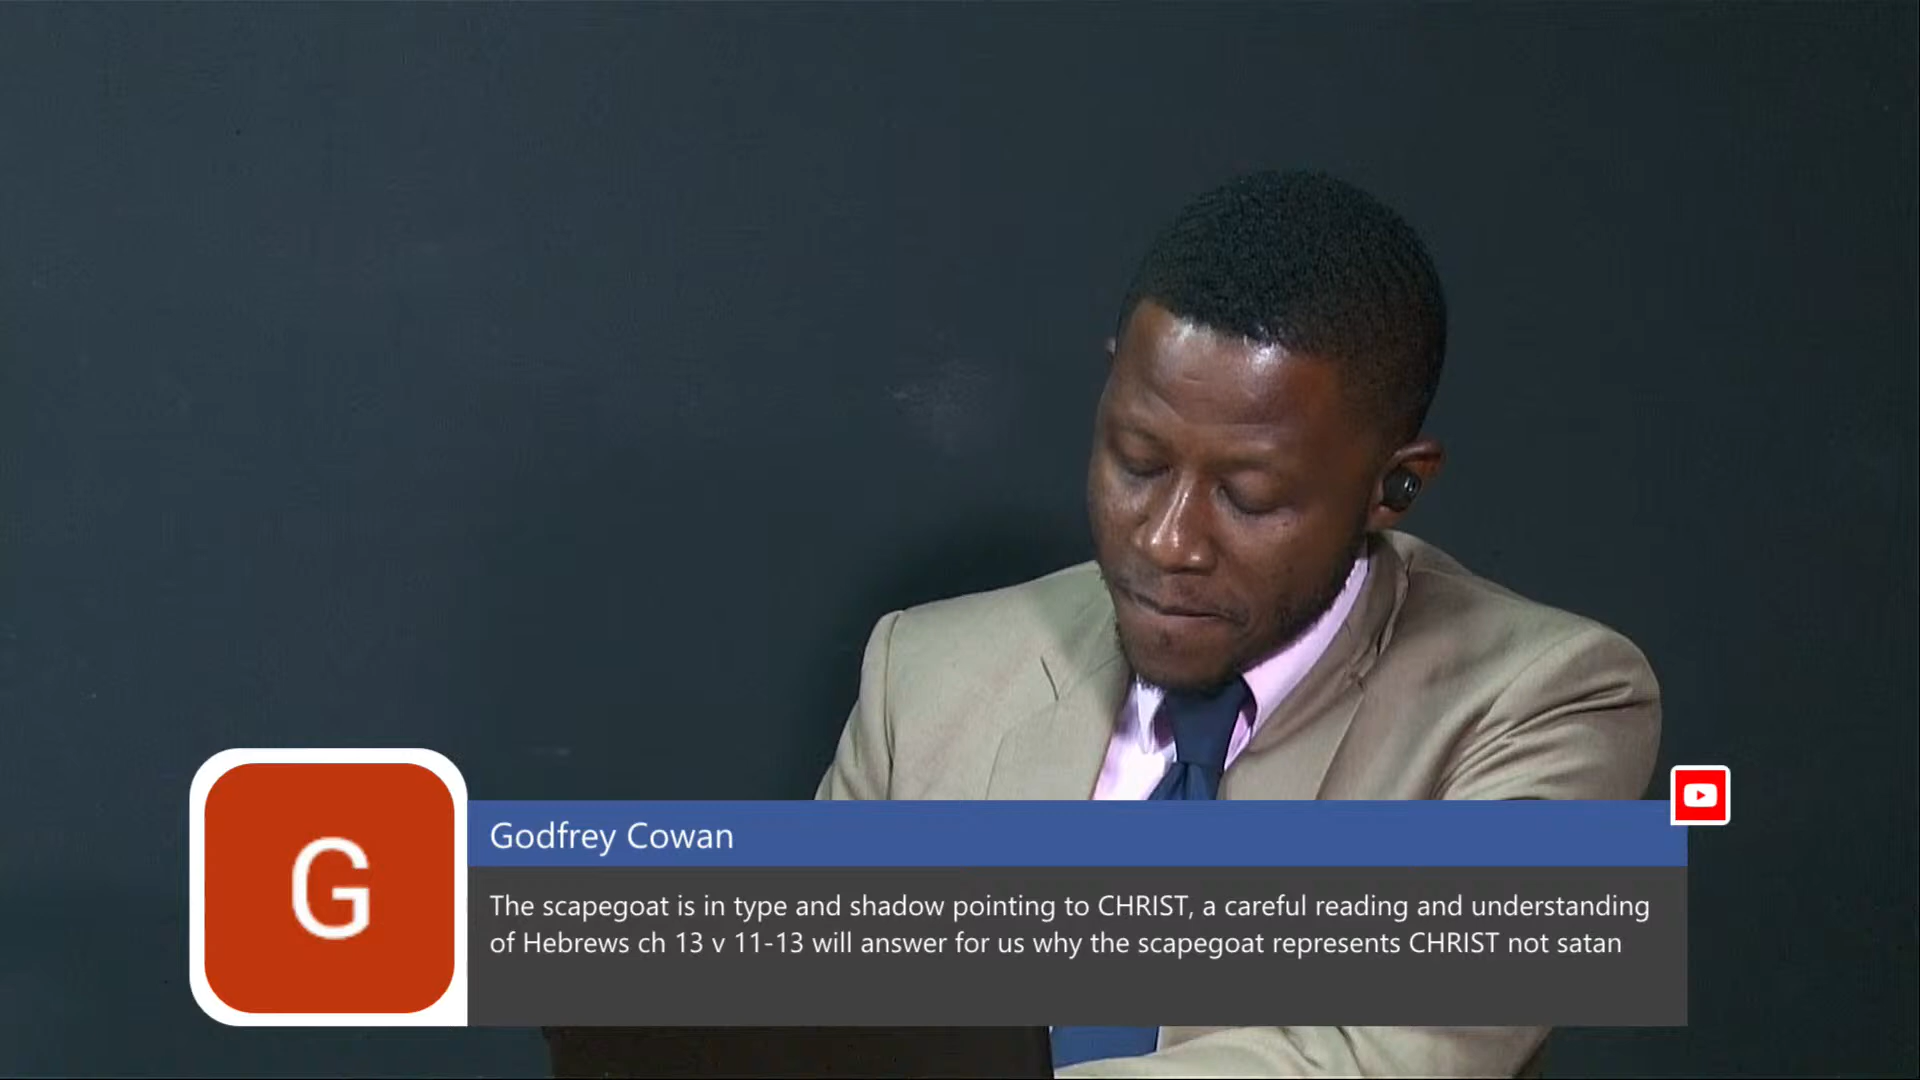 G
Godfrey Cowan
The scapegoat is in type and shadow pointing to CHRIST, a careful reading and understanding
of Hebrews ch 13 v 11-13 will answer for us why the scapegoat represents CHRIST not satan